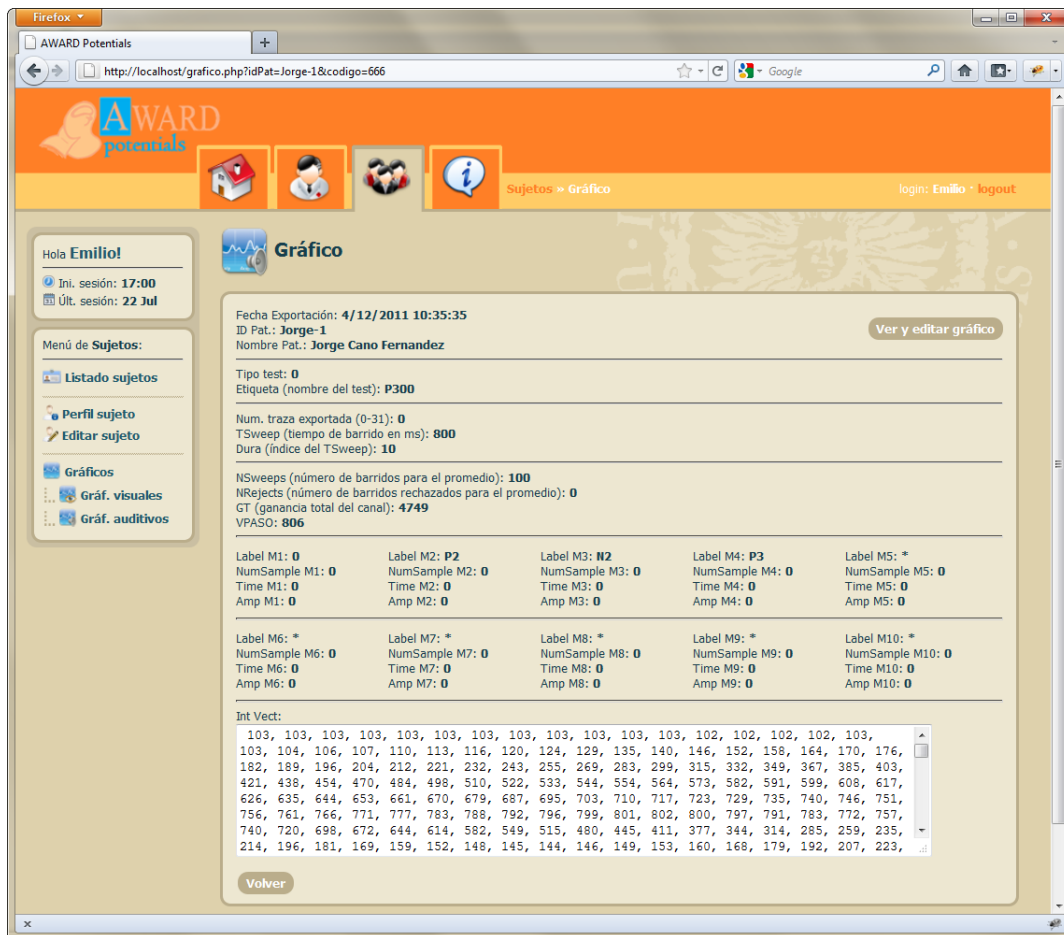 Firefox
AWARD Potentials
http://localhost/grafico.php?idPat=Jorge-1&codigo=666
Google
AWARD
potentials
Sujetos » Gráfico
login: Emilio · logout
Hola Emilio!
Ini. sesión: 17:00
Últ. sesión: 22 Jul
Menú de Sujetos:
Listado sujetos
Perfil sujeto
Editar sujeto
Gráficos
Gráf. visuales
Gráf. auditivos
Gráfico
Fecha Exportación: 4/12/2011 10:35:35
ID Pat.: Jorge-1
Nombre Pat.: Jorge Cano Fernandez
Ver y editar gráfico
Tipo test: 0
Etiqueta (nombre del test): P300
Num. traza exportada (0-31): 0
TSweep (tiempo de barrido en ms): 800
Dura (índice del TSweep): 10
NSweeps (número de barridos para el promedio): 100
NRejects (número de barridos rechazados para el promedio): 0
GT (ganancia total del canal): 4749
VPASO: 806
Label M1: 0 Label M2: P2 Label M3: N2 Label M4: P3 Label M5: *
NumSample M1: 0 NumSample M2: 0 NumSample M3: 0 NumSample M4: 0 NumSample M5: 0
Time M1: 0 Time M2: 0 Time M3: 0 Time M4: 0 Time M5: 0
Amp M1: 0 Amp M2: 0 Amp M3: 0 Amp M4: 0 Amp M5: 0
Label M6: * Label M7: * Label M8: * Label M9: * Label M10: *
NumSample M6: 0 NumSample M7: 0 NumSample M8: 0 NumSample M9: 0 NumSample M10: 0
Time M6: 0 Time M7: 0 Time M8: 0 Time M9: 0 Time M10: 0
Amp M6: 0 Amp M7: 0 Amp M8: 0 Amp M9: 0 Amp M10: 0
Int Vect:
103, 103, 103, 103, 103, 103, 103, 103, 103, 103, 103, 103, 102, 102, 102, 102, 103,
103, 104, 106, 107, 110, 113, 116, 120, 124, 129, 135, 140, 146, 152, 158, 164, 170, 176,
182, 189, 196, 204, 212, 221, 232, 243, 255, 269, 283, 299, 315, 332, 349, 367, 385, 403,
421, 438, 454, 470, 484, 498, 510, 522, 533, 544, 554, 564, 573, 582, 591, 599, 608, 617,
626, 635, 644, 653, 661, 670, 679, 687, 695, 703, 710, 717, 723, 729, 735, 740, 746, 751,
756, 761, 766, 771, 777, 783, 788, 792, 796, 799, 801, 802, 800, 797, 791, 783, 772, 757,
740, 720, 698, 672, 644, 614, 582, 549, 515, 480, 445, 411, 377, 344, 314, 285, 259, 235,
214, 196, 181, 169, 159, 152, 148, 145, 144, 146, 149, 153, 160, 168, 179, 192, 207, 223,
Volver